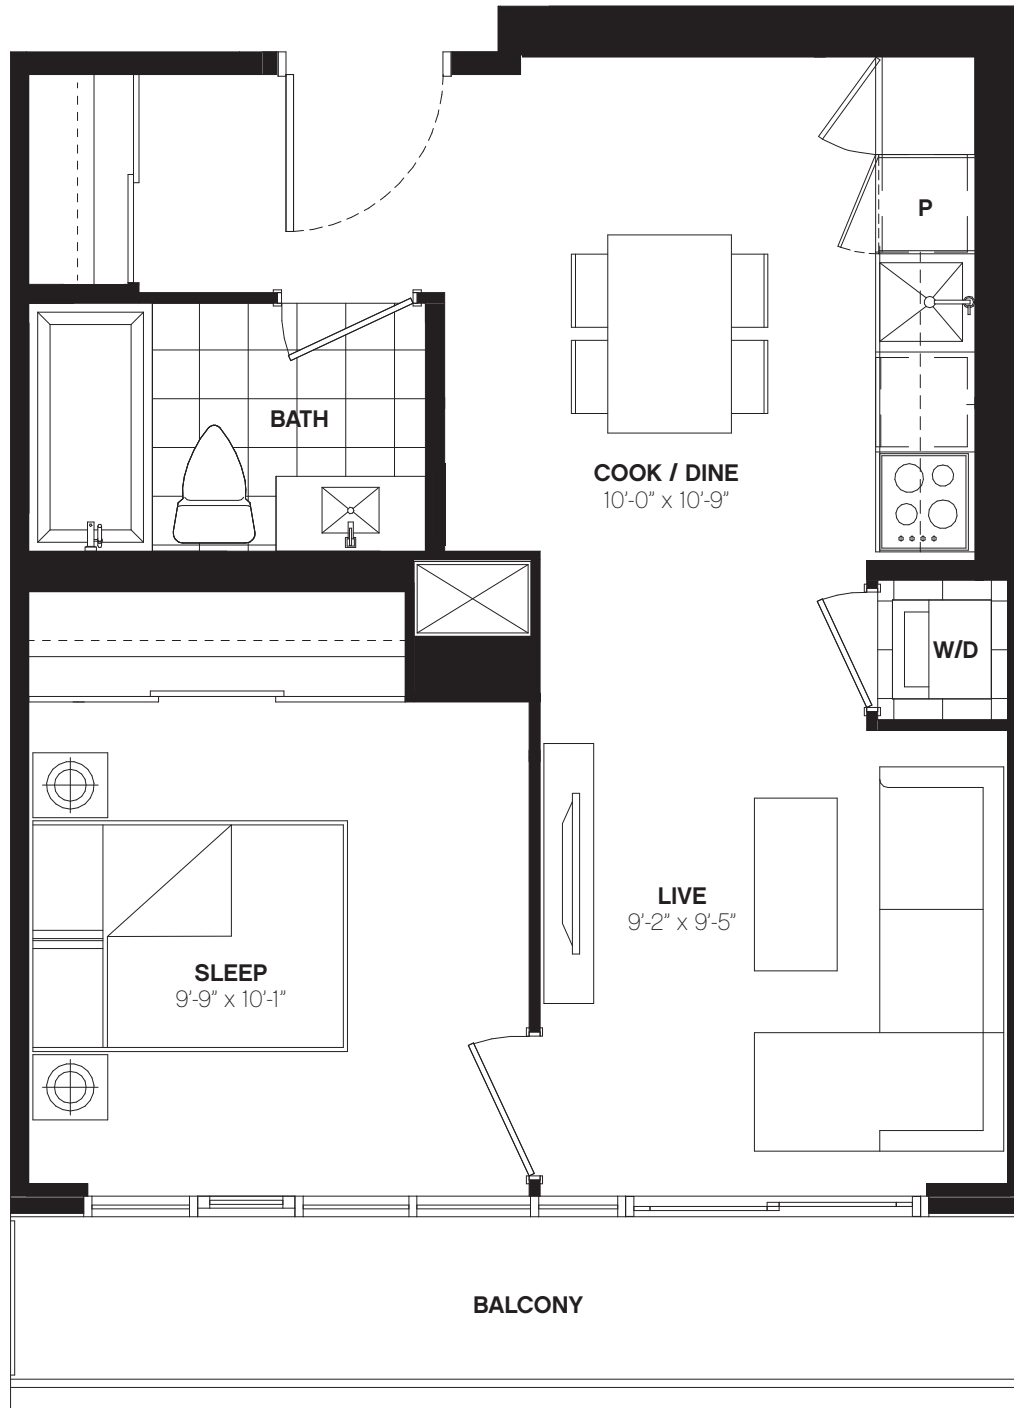 P
BATH
COOK / DINE
10'-0" x 10'-9"
W/D
LIVE
9'-2" x 9'-5"
SLEEP
9'-9" x 10'-1"
BALCONY